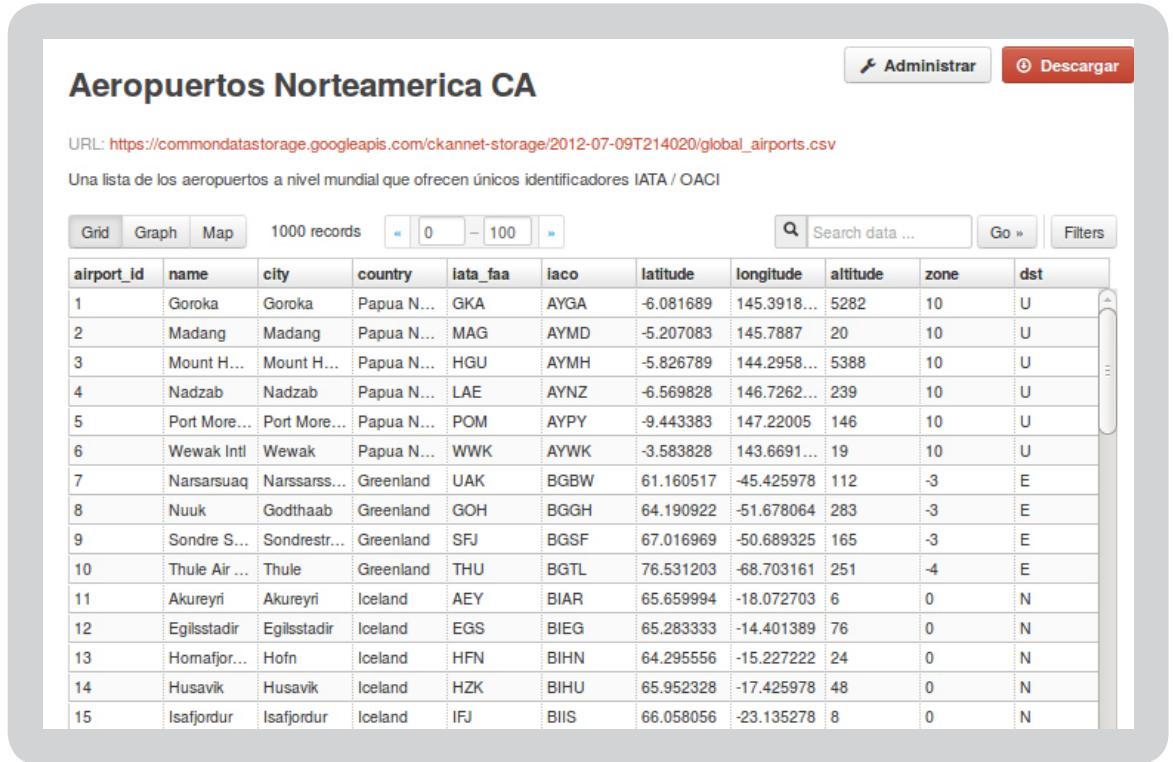 Administrar Descargar
Aeropuertos Norteamerica CA
URL: https://commondatastorage.googleapis.com/ckannet-storage/2012-07-09T214020/global_airports.csv
Una lista de los aeropuertos a nivel mundial que ofrecen únicos identificadores IATA / OACI
Grid Graph Map 1000 records « 0 – 100 » Search data ... Go » Filters
airport_id name city country iata_faa iaco latitude longitude altitude zone dst
1 Goroka Goroka Papua N... GKA AYGA -6.081689 145.3918... 5282 10 U
2 Madang Madang Papua N... MAG AYMD -5.207083 145.7887 20 10 U
3 Mount H... Mount H... Papua N... HGU AYMH -5.826789 144.2958... 5388 10 U
4 Nadzab Nadzab Papua N... LAE AYNZ -6.569828 146.7262... 239 10 U
5 Port More... Port More... Papua N... POM AYPY -9.443383 147.22005 146 10 U
6 Wewak Intl Wewak Papua N... WWK AYWK -3.583828 143.6691... 19 10 U
7 Narsarsuaq Narssarss... Greenland UAK BGBW 61.160517 -45.425978 112 -3 E
8 Nuuk Godthaab Greenland GOH BGGH 64.190922 -51.678064 283 -3 E
9 Sondre S... Sondrestr... Greenland SFJ BGSF 67.016969 -50.689325 165 -3 E
10 Thule Air ... Thule Greenland THU BGTL 76.531203 -68.703161 251 -4 E
11 Akureyri Akureyri Iceland AEY BIAR 65.659994 -18.072703 6 0 N
12 Egilsstadir Egilsstadir Iceland EGS BIEG 65.283333 -14.401389 76 0 N
13 Hornafjor... Hofn Iceland HFN BIHN 64.295556 -15.227222 24 0 N
14 Husavik Husavik Iceland HZK BIHU 65.952328 -17.425978 48 0 N
15 Isafjordur Isafjordur Iceland IFJ BIIS 66.058056 -23.135278 8 0 N